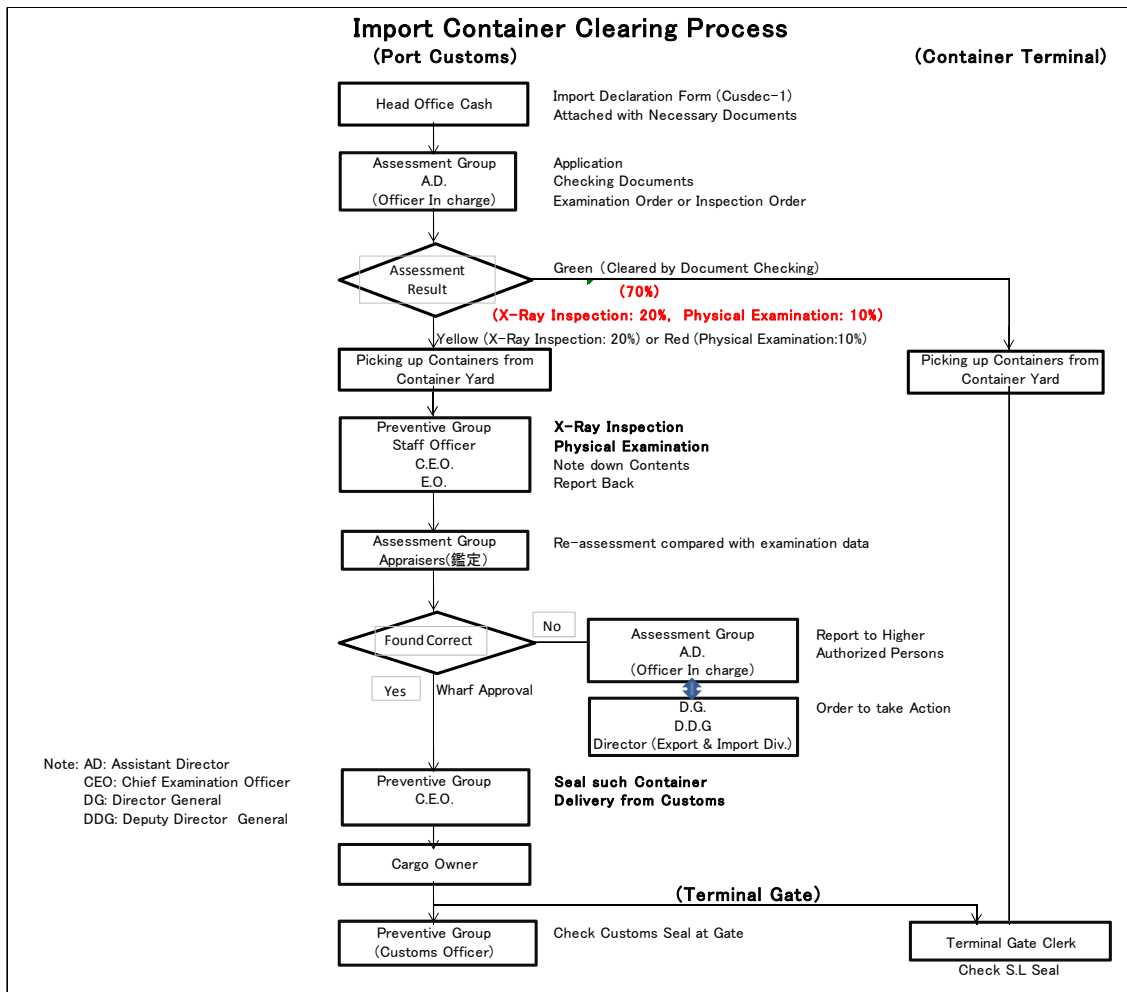 Import Container Clearing Process
(Port Customs)
(Container Terminal)
Head Office Cash
Import Declaration Form (Cusdec-1)
Attached with Necessary Documents
Assessment Group
A.D.
(Officer In charge)
Application
Checking Documents
Examination Order or Inspection Order
Assessment
Result
Green (Cleared by Document Checking)
(70%)
(X-Ray Inspection: 20%, Physical Examination: 10%)
Yellow (X-Ray Inspection: 20%) or Red (Physical Examination:10%)
Picking up Containers from
Container Yard
Picking up Containers from
Container Yard
Preventive Group
Staff Officer
C.E.O.
E.O.
X-Ray Inspection
Physical Examination
Note down Contents
Report Back
Assessment Group
Appraisers(鑑定)
Re-assessment compared with examination data
Found Correct
No
Assessment Group
A.D.
(Officer In charge)
Report to Higher
Authorized Persons
Yes
Wharf Approval
D.G.
D.D.G
Director (Export & Import Div.)
Order to take Action
Note: AD: Assistant Director
CEO: Chief Examination Officer
DG: Director General
DDG: Deputy Director General
Preventive Group
C.E.O.
Seal such Container
Delivery from Customs
Cargo Owner
(Terminal Gate)
Preventive Group
(Customs Officer)
Check Customs Seal at Gate
Terminal Gate Clerk
Check S.L Seal